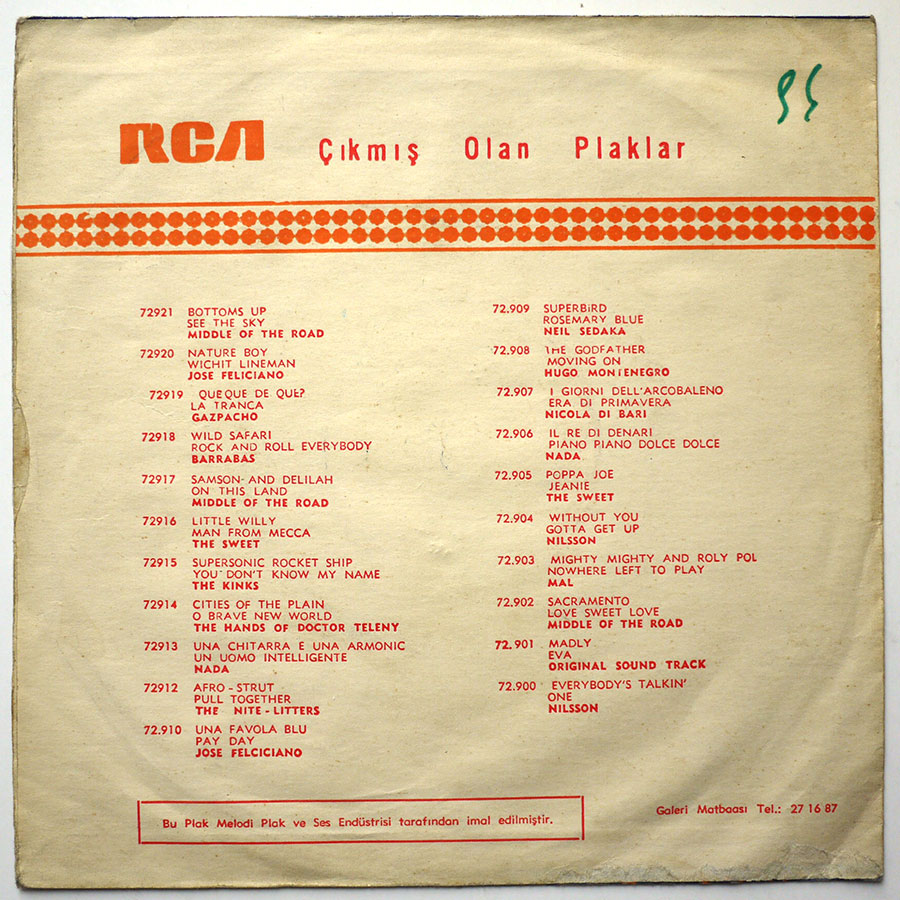 95
RCA Çıkmış Olan Plaklar
72921 BOTTOMS UP
SEE THE SKY
MIDDLE OF THE ROAD
72920 NATURE BOY
WICHIT LINEMAN
JOSE FELICIANO
72919 QUEQUE DE QUE?
LA TRANCA
GAZPACHO
72918 WILD SAFARI
ROCK AND ROLL EVERYBODY
BARRABAS
72917 SAMSON- AND DELILAH
ON THIS LAND
MIDDLE OF THE ROAD
72916 LITTLE WILLY
MAN FROM MECCA
THE SWEET
72915 SUPERSONIC ROCKET SHIP
YOU DON'T KNOW MY NAME
THE KINKS
72914 CITIES OF THE PLAIN
O BRAVE NEW WORLD
THE HANDS OF DOCTOR TELENY
72913 UNA CHITARRA E UNA ARMONIC
UN UOMO INTELLIGENTE
NADA
72912 AFRO - STRUT
PULL TOGETHER
THE NITE - LITTERS
72.910 UNA FAVOLA BLU
PAY DAY
JOSE FELCICIANO
72.909 SUPERBiRD
ROSEMARY BLUE
NEIL SEDAKA
72.908 THE GODFATHER
MOVING ON
HUGO MONTENEGRO
72.907 I GIORNI DELL'ARCOBALENO
ERA DI PRIMAVERA
NICOLA DI BARI
72.906 IL RE DI DENARI
PIANO PIANO DOLCE DOLCE
NADA
72.905 POPPA JOE
JEANIE
THE SWEET
72.904 WITHOUT YOU
GOTTA GET UP
NILSSON
72.903 MIGHTY MIGHTY AND ROLY POL
NOWHERE LEFT TO PLAY
MAL
72.902 SACRAMENTO
LOVE SWEET LOVE
MIDDLE OF THE ROAD
72.901 MADLY
EVA
ORIGINAL SOUND TRACK
72.900 EVERYBODY'S TALKIN'
ONE
NILSSON
Bu Plak Melodi Plak ve Ses Endüstrisi tarafından imal edilmiştir.
Galeri Matbaası Tel.: 27 16 87